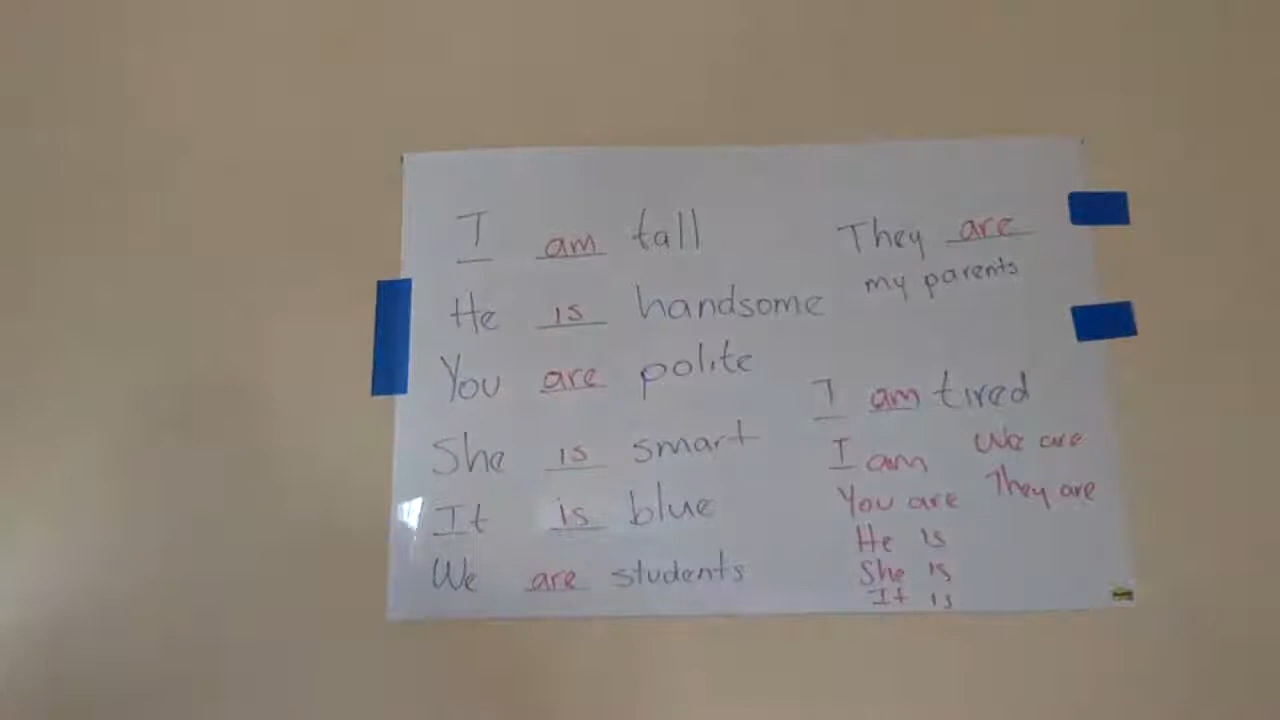 I am tall
He is handsome
You are polite
She is smart
It is blue
We are students
They are
my parents
I am tired
I am
You are
He is
She is
It is
We are
They are